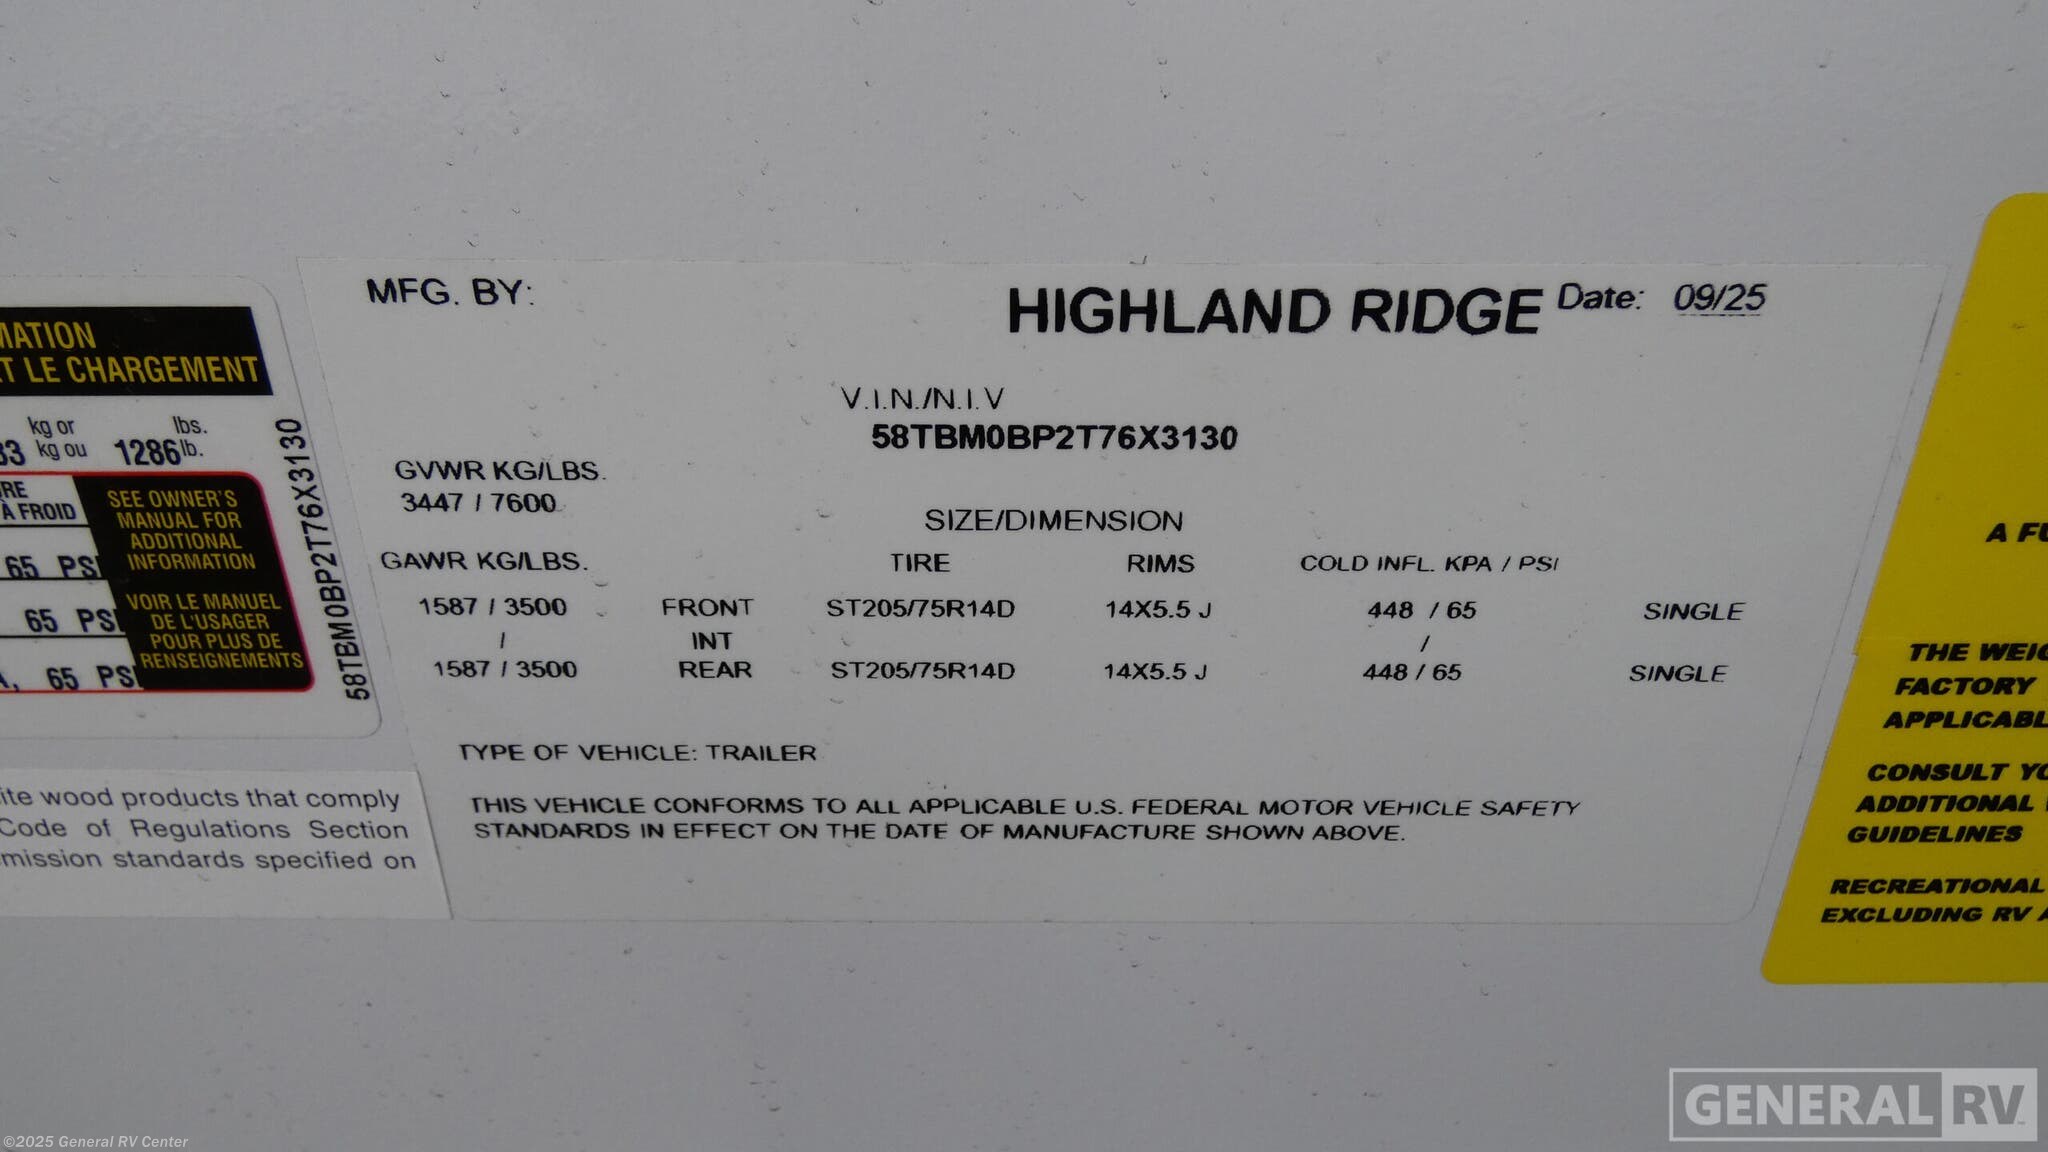 MATION
T LE CHARGEMENT
kg or
kg ou
1286
lbs.
lb.
À FROID
65 PSI
65 PSI
65 PSI
SEE OWNER'S
MANUAL FOR
ADDITIONAL
INFORMATION
VOIR LE MANUEL
DE L'USAGER
POUR PLUS DE
RENSEIGNEMENTS
58TBM0BP2T76X3130
ite wood products that comply
Code of Regulations Section
mission standards specified on
MFG. BY:
HIGHLAND RIDGE Date: 09/25
V.I.N./N.I.V
58TBM0BP2T76X3130
GVWR KG/LBS.
3447 / 7600
SIZE/DIMENSION
GAWR KG/LBS. TIRE RIMS COLD INFL. KPA / PSI
1587 / 3500 FRONT ST205/75R14D 14X5.5 J 448 / 65 SINGLE
/ INT /
1587 / 3500 REAR ST205/75R14D 14X5.5 J 448 / 65 SINGLE
TYPE OF VEHICLE: TRAILER
THIS VEHICLE CONFORMS TO ALL APPLICABLE U.S. FEDERAL MOTOR VEHICLE SAFETY
STANDARDS IN EFFECT ON THE DATE OF MANUFACTURE SHOWN ABOVE.
A FU
THE WEIG
FACTORY
APPLICABL
CONSULT YO
ADDITIONAL
GUIDELINES
RECREATIONAL
EXCLUDING RV A
GENERAL RV
©2025 General RV Center